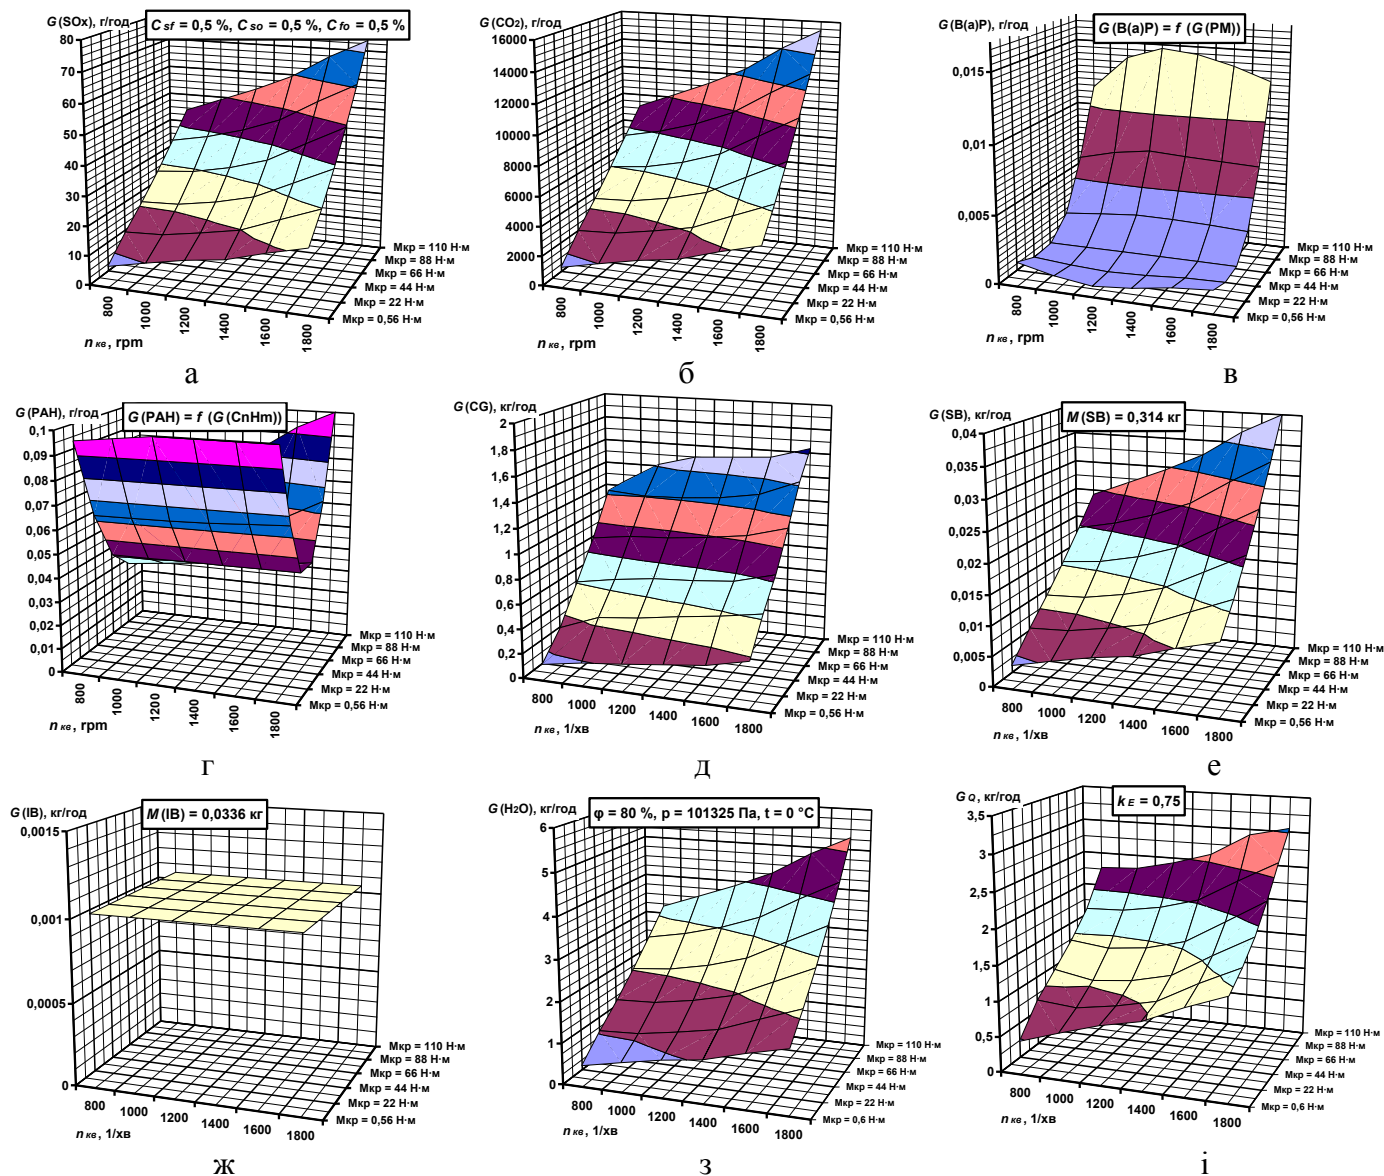 G (SOx), г/год
C sf = 0,5 %, C so = 0,5 %, C fo = 0,5 %
80
70
60
50
40
30
20
10
0
800
1000
1200
1400
1600
1800
n кв , rpm
Мкр = 110 Н·м
Мкр = 88 Н·м
Мкр = 66 Н·м
Мкр = 44 Н·м
Мкр = 22 Н·м
Мкр = 0,56 Н·м
а
G (CO2), г/год
16000
14000
12000
10000
8000
6000
4000
2000
0
800
1000
1200
1400
1600
1800
n кв , rpm
Мкр = 110 Н·м
Мкр = 88 Н·м
Мкр = 66 Н·м
Мкр = 44 Н·м
Мкр = 22 Н·м
Мкр = 0,56 Н·м
б
G (B(a)P), г/год
G (B(a)P) = f (G (PM))
0,015
0,01
0,005
0
800
1000
1200
1400
1600
1800
n кв , rpm
Мкр = 110 Н·м
Мкр = 88 Н·м
Мкр = 66 Н·м
Мкр = 44 Н·м
Мкр = 22 Н·м
Мкр = 0,56 Н·м
в
G (PAH), г/год
G (PAH) = f (G (CnHm))
0,1
0,09
0,08
0,07
0,06
0,05
0,04
0,03
0,02
0,01
0
800
1000
1200
1400
1600
1800
n кв , rpm
Мкр = 110 Н·м
Мкр = 88 Н·м
Мкр = 66 Н·м
Мкр = 44 Н·м
Мкр = 22 Н·м
Мкр = 0,56 Н·м
г
G (CG), кг/год
2
1,8
1,6
1,4
1,2
1
0,8
0,6
0,4
0,2
0
800
1000
1200
1400
1600
1800
n кв , 1/хв
Мкр = 110 Н·м
Мкр = 88 Н·м
Мкр = 66 Н·м
Мкр = 44 Н·м
Мкр = 22 Н·м
Мкр = 0,56 Н·м
д
G (SB), кг/год
M (SB) = 0,314 кг
0,04
0,035
0,03
0,025
0,02
0,015
0,01
0,005
0
800
1000
1200
1400
1600
1800
n кв , 1/хв
Мкр = 110 Н·м
Мкр = 88 Н·м
Мкр = 66 Н·м
Мкр = 44 Н·м
Мкр = 22 Н·м
Мкр = 0,56 Н·м
е
G (IB), кг/год
M (IB) = 0,0336 кг
0,0015
0,001
0,0005
0
800
1000
1200
1400
1600
1800
n кв , 1/хв
Мкр = 110 Н·м
Мкр = 88 Н·м
Мкр = 66 Н·м
Мкр = 44 Н·м
Мкр = 22 Н·м
Мкр = 0,56 Н·м
ж
G (H2O), кг/год
φ = 80 %, p = 101325 Па, t = 0 °C
6
5
4
3
2
1
0
800
1000
1200
1400
1600
1800
n кв , 1/хв
Мкр = 110 Н·м
Мкр = 88 Н·м
Мкр = 66 Н·м
Мкр = 44 Н·м
Мкр = 22 Н·м
Мкр = 0,6 Н·м
з
G Q , кг/год
k E = 0,75
3,5
3
2,5
2
1,5
1
0,5
0
800
1000
1200
1400
1600
1800
n кв , 1/хв
Мкр = 110 Н·м
Мкр = 88 Н·м
Мкр = 66 Н·м
Мкр = 44 Н·м
Мкр = 22 Н·м
Мкр = 0,6 Н·м
і